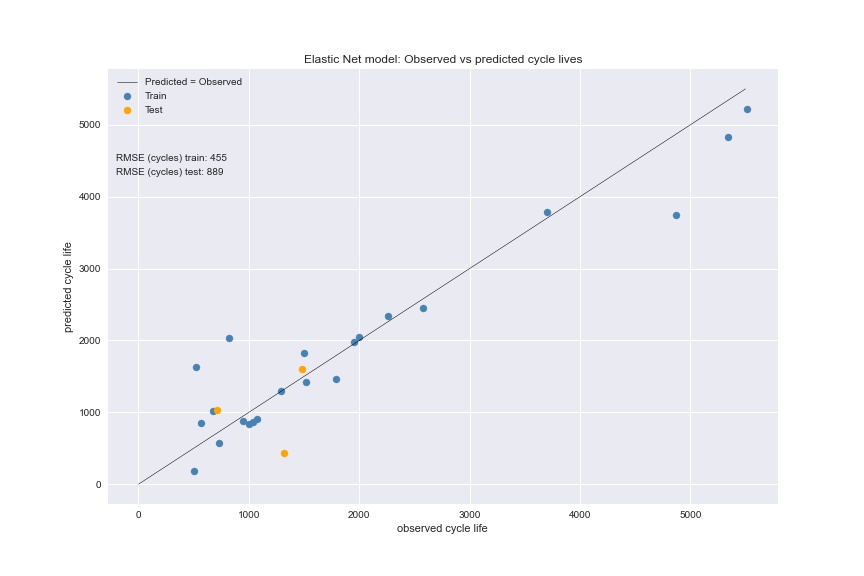 Elastic Net model: Observed vs predicted cycle lives
Predicted = Observed
Train
Test
RMSE (cycles) train: 455
RMSE (cycles) test: 889
predicted cycle life
5000
4000
3000
2000
1000
0
0 1000 2000 3000 4000 5000
observed cycle life